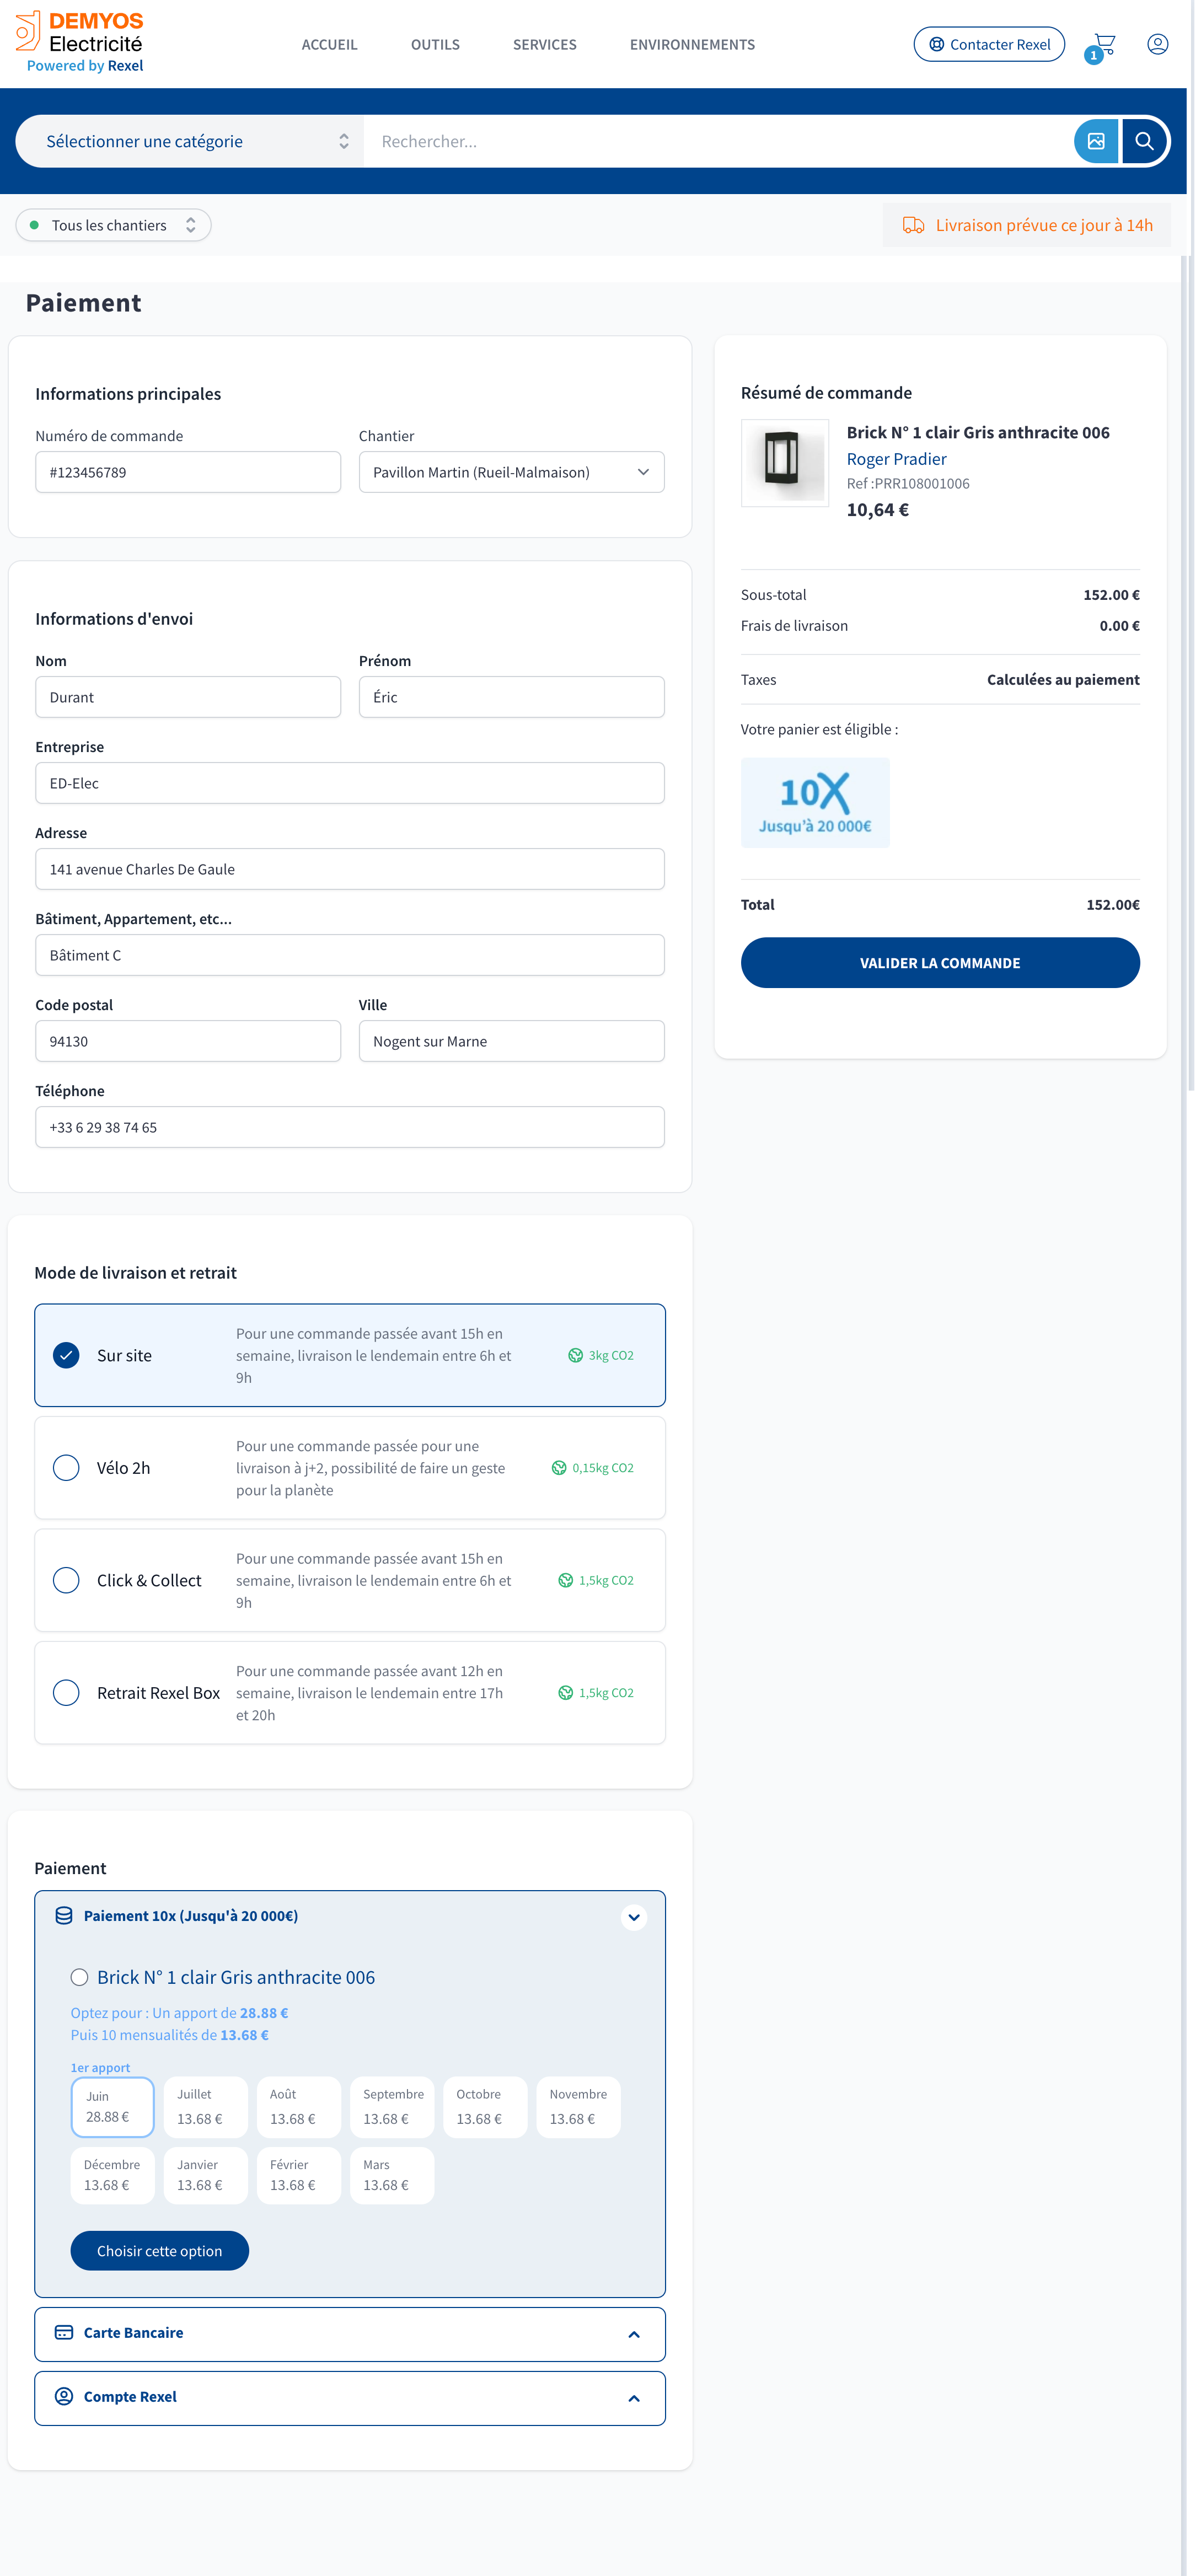 DEMYOS
Electricité
Powered by Rexel
ACCUEIL
OUTILS
SERVICES
ENVIRONNEMENTS
Contacter Rexel
1
Sélectionner une catégorie
Rechercher...
Tous les chantiers
Livraison prévue ce jour à 14h
Paiement
Informations principales
Numéro de commande
Chantier
#123456789
Pavillon Martin (Rueil-Malmaison)
Informations d'envoi
Nom
Prénom
Durant
Éric
Entreprise
ED-Elec
Adresse
141 avenue Charles De Gaule
Bâtiment, Appartement, etc...
Bâtiment C
Code postal
Ville
94130
Nogent sur Marne
Téléphone
+33 6 29 38 74 65
Mode de livraison et retrait
Sur site
Pour une commande passée avant 15h en
semaine, livraison le lendemain entre 6h et
9h
3kg CO2
Vélo 2h
Pour une commande passée pour une
livraison à j+2, possibilité de faire un geste
pour la planète
0,15kg CO2
Click & Collect
Pour une commande passée avant 15h en
semaine, livraison le lendemain entre 6h et
9h
1,5kg CO2
Retrait Rexel Box
Pour une commande passée avant 12h en
semaine, livraison le lendemain entre 17h
et 20h
1,5kg CO2
Paiement
Paiement 10x (Jusqu'à 20 000€)
Brick N° 1 clair Gris anthracite 006
Optez pour : Un apport de 28.88 €
Puis 10 mensualités de 13.68 €
1er apport
Juin
28.88 €
Juillet
13.68 €
Août
13.68 €
Septembre
13.68 €
Octobre
13.68 €
Novembre
13.68 €
Décembre
13.68 €
Janvier
13.68 €
Février
13.68 €
Mars
13.68 €
Choisir cette option
Carte Bancaire
Compte Rexel
Résumé de commande
Brick N° 1 clair Gris anthracite 006
Roger Pradier
Ref :PRR108001006
10,64 €
Sous-total
152.00 €
Frais de livraison
0.00 €
Taxes
Calculées au paiement
Votre panier est éligible :
10X
Jusqu'à 20 000€
Total
152.00€
VALIDER LA COMMANDE